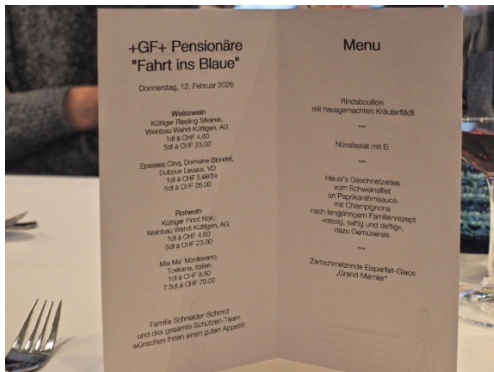 +GF+ Pensionäre
"Fahrt ins Blaue"
Donnerstag, 12. Februar 2026
Weisswein
Küttiger Riesling Silvaner,
Weinbau Wehrli Küttigen, AG
1dl à CHF 4.60
5dl à CHF 23.00
Epesses Cinq, Domaine Blondel,
Duboux Lavaux, VD
1dl à CHF
5dl à CHF 26.00
Rotwein
Küttiger Pinot Noir,
Weinbau Wehrli Küttigen, AG
1dl à CHF 4.60
5dl à CHF 23.00
Mia Ma' Monteverro,
Toskana, Italien
1dl à CHF 9.60
7.5dl à CHF 70.00
Familie Schneider-Schmid
und das gesamte Schützen-Team
wünschen Ihnen einen guten Appetit!
Menu
Rindsbouillon
mit hausgemachten Kräuterflädli
***
Nüsslisalat mit Ei
***
Haus's Geschnetzeltes
vom Schweinsfilet
an Paprikarahmsauce
mit Champignons
nach langjährigem Familienrezept
«rassig, saftig und deftig»,
dazu Gemüsereis
***
Zartschmelzende Eisparfait-Glace
„Grand Marnier"